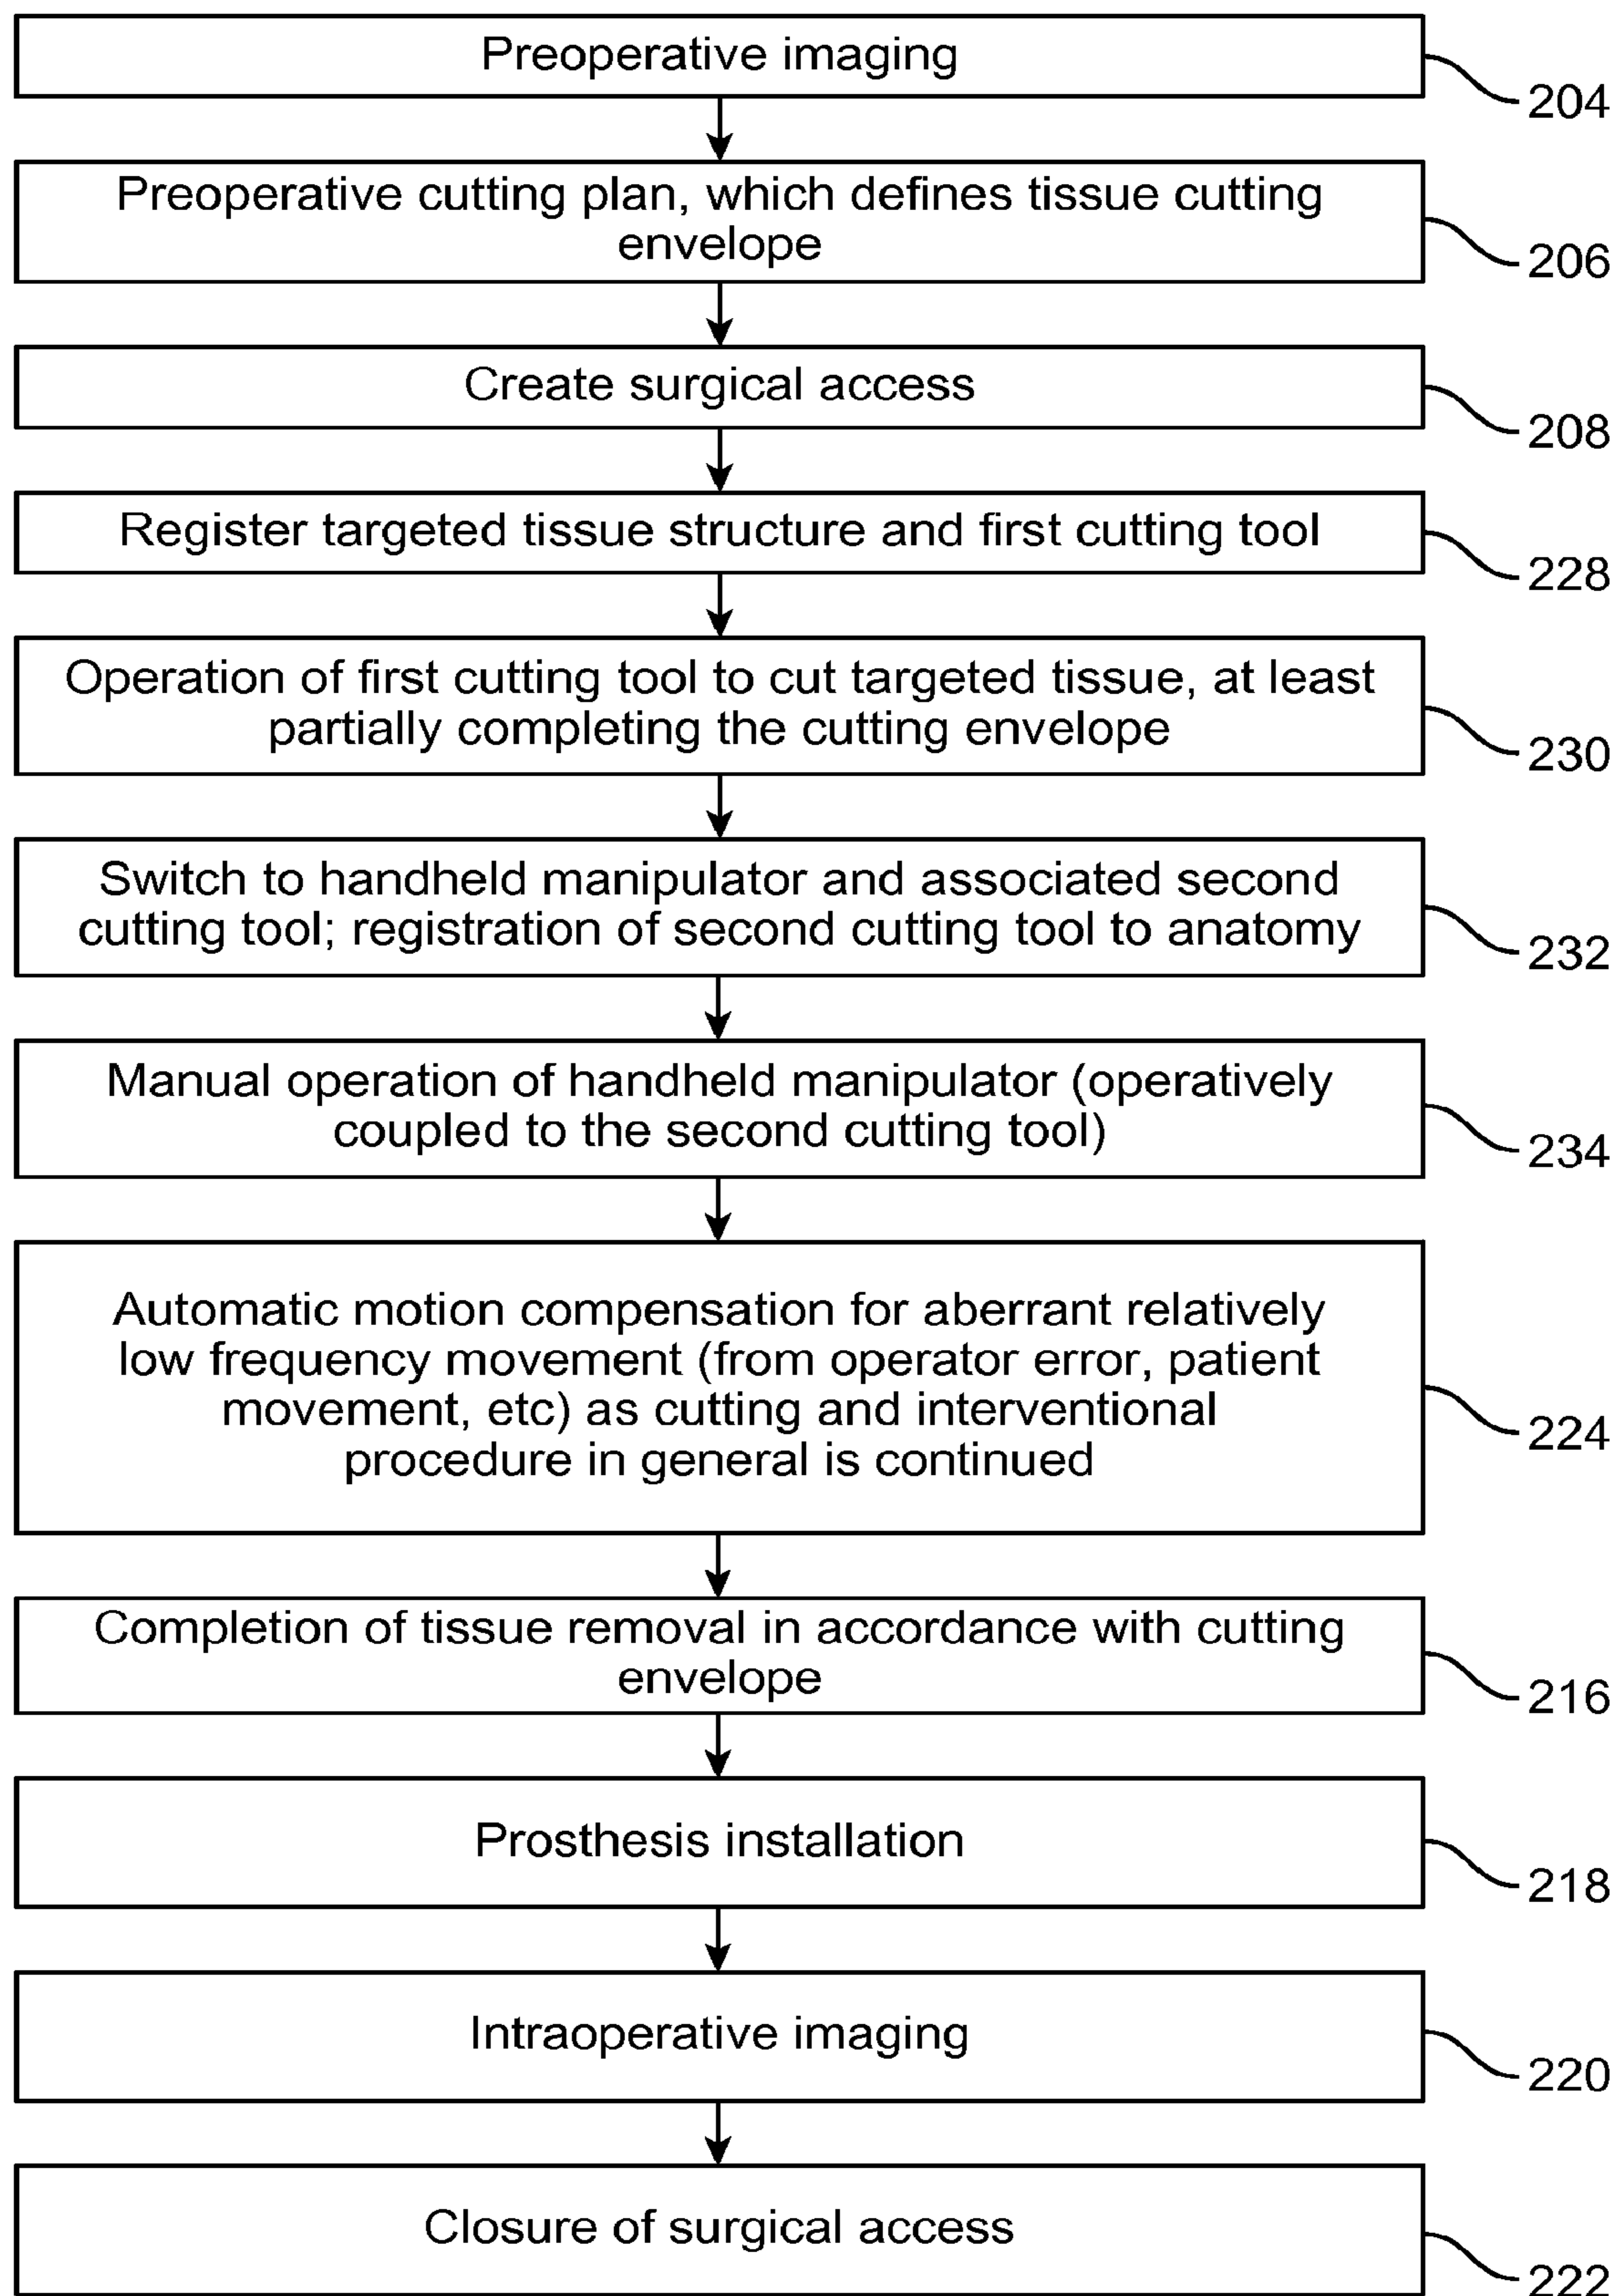 Preoperative imaging
204
Preoperative cutting plan, which defines tissue cutting
envelope
206
Create surgical access
208
Register targeted tissue structure and first cutting tool
228
Operation of first cutting tool to cut targeted tissue, at least
partially completing the cutting envelope
230
Switch to handheld manipulator and associated second
cutting tool; registration of second cutting tool to anatomy
232
Manual operation of handheld manipulator (operatively
coupled to the second cutting tool)
234
Automatic motion compensation for aberrant relatively
low frequency movement (from operator error, patient
movement, etc) as cutting and interventional
procedure in general is continued
224
Completion of tissue removal in accordance with cutting
envelope
216
Prosthesis installation
218
Intraoperative imaging
220
Closure of surgical access
222